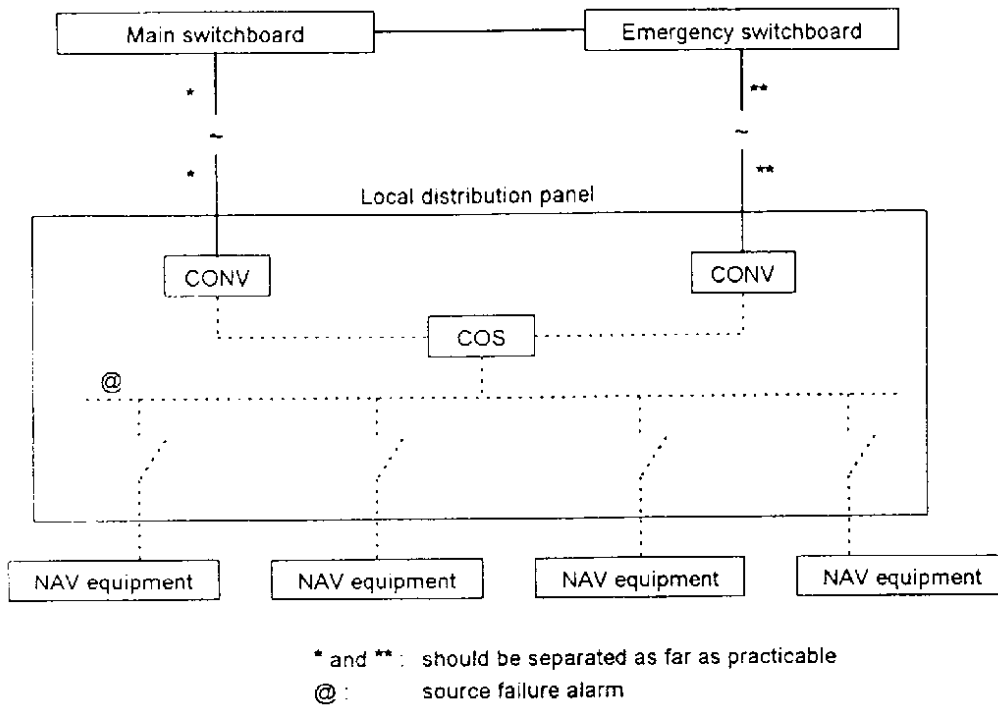 Main switchboard
Emergency switchboard
*
**
~
~
*
**
Local distribution panel
CONV
CONV
COS
@
NAV equipment
NAV equipment
NAV equipment
NAV equipment
* and ** : should be separated as far as practicable
@ : source failure alarm